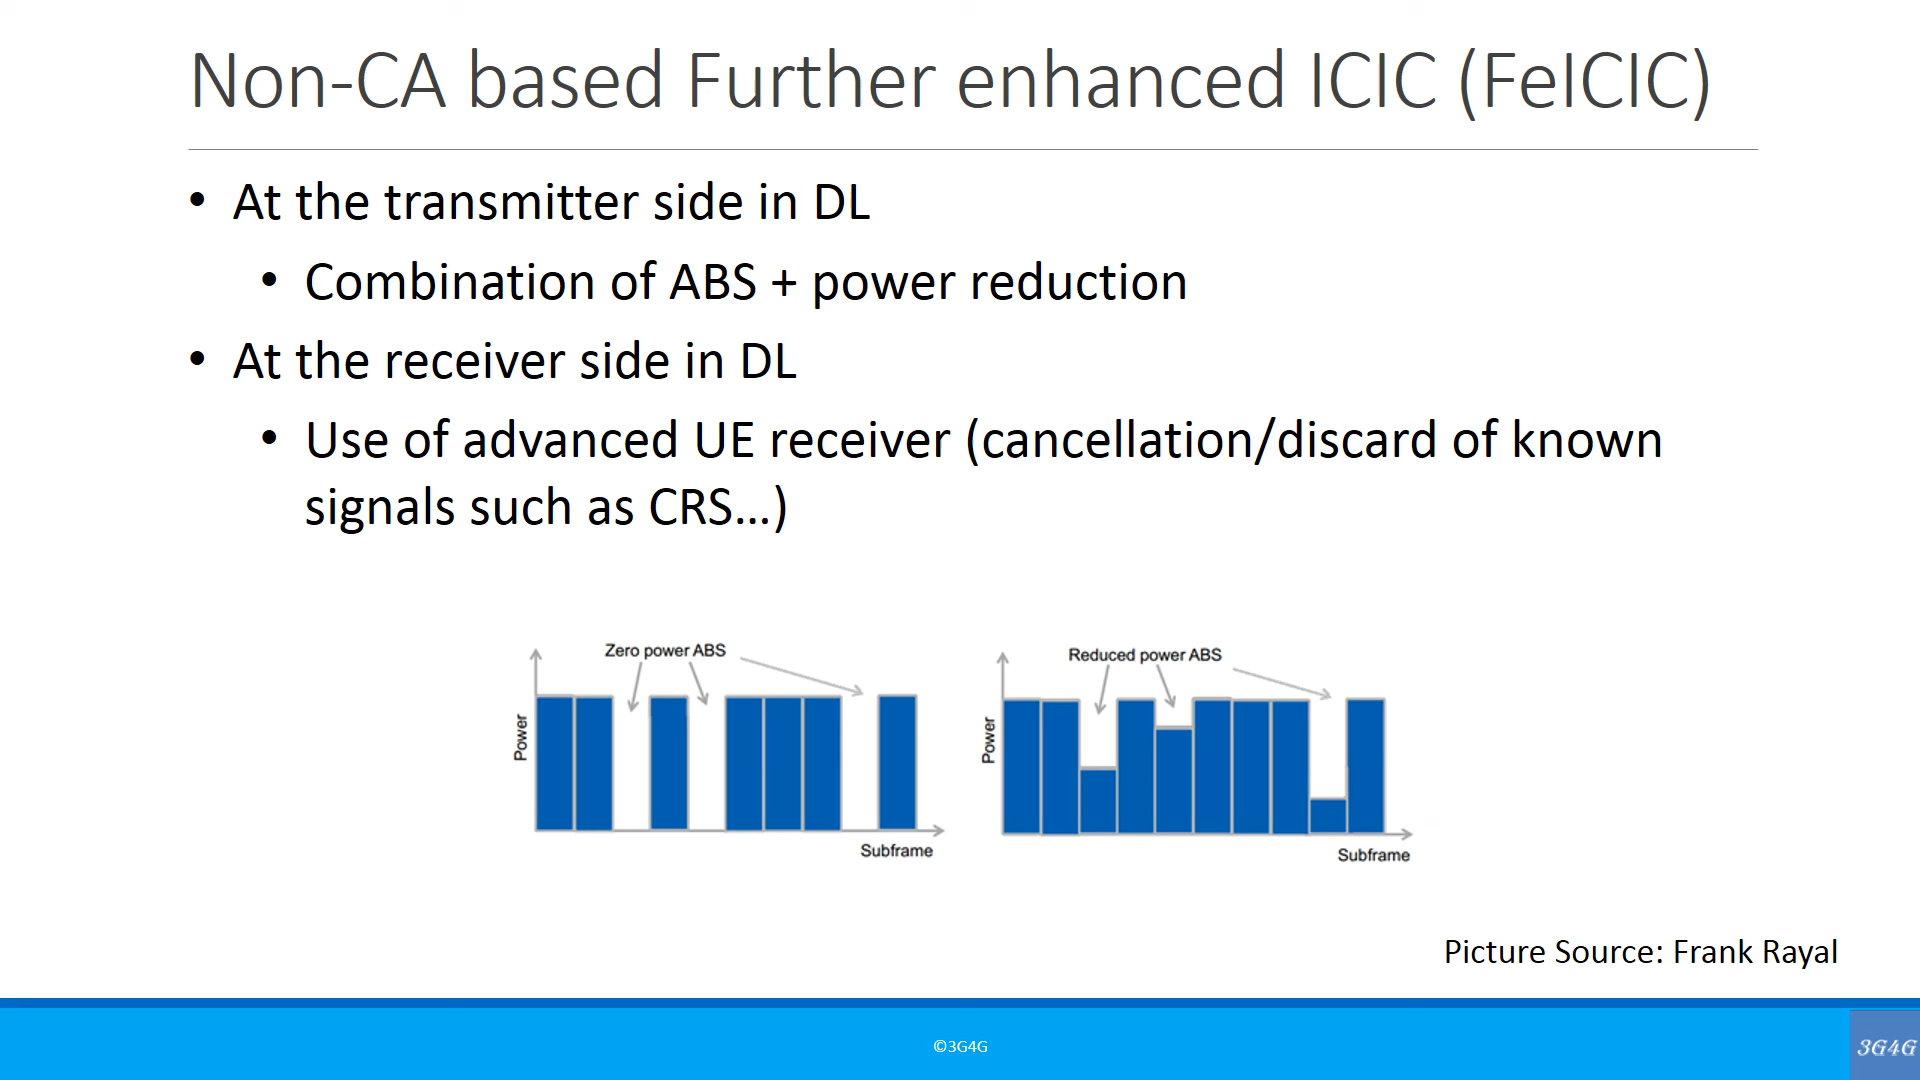 Non-CA based Further enhanced ICIC (FeICIC)
• At the transmitter side in DL
• Combination of ABS + power reduction
• At the receiver side in DL
• Use of advanced UE receiver (cancellation/discard of known
signals such as CRS...)
Zero power ABS
Power
Subframe
Reduced power ABS
Power
Subframe
Picture Source: Frank Rayal
©3G4G
3G4G